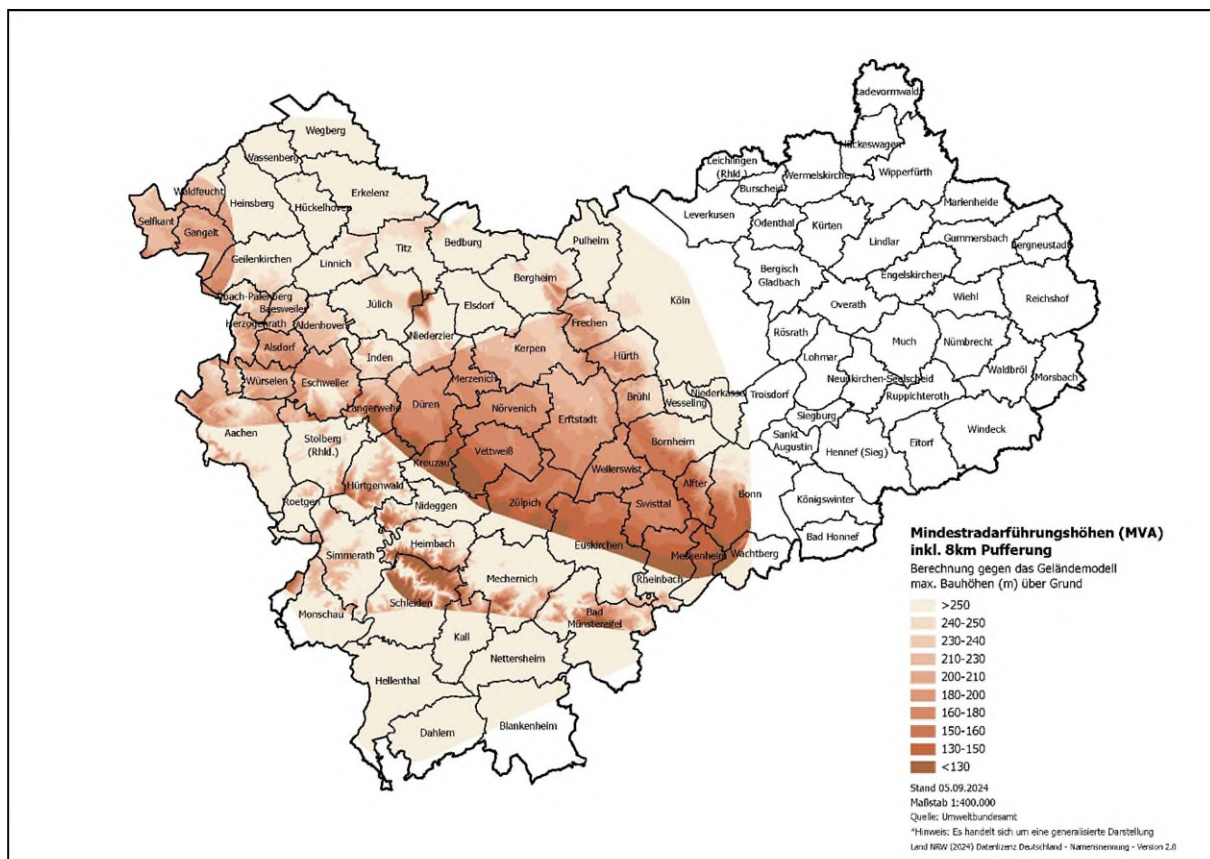 Radevormwald
Hückeswagen
Leichlingen
(Rhld.)
Wermelskirchen
Wipperfürth
Burscheid
Wegberg
Wassenberg
Leverkusen
Odenthal
Kürten
Marienheide
Waldfeucht
Heinsberg
Erkelenz
Hückelhoven
Selfkant
Gangelt
Lindlar
Gummersbach
Bergneustadt
Titz
Bedburg
Pulheim
Geilenkirchen
Linnich
Bergheim
Bergisch
Gladbach
Engelskirchen
Übach-Palenberg
Baesweiler
Jülich
Elsdorf
Köln
Overath
Wiehl
Reichshof
Herzogenrath
Aldenhoven
Niederzier
Frechen
Rösrath
Much
Nümbrecht
Alsdorf
Inden
Kerpen
Hürth
Lohmar
Waldbröl
Würselen
Eschweiler
Merzenich
Neunkirchen-Seelscheid
Morsbach
Langerwehe
Düren
Nörvenich
Erftstadt
Brühl
Wesseling
Niederkassel
Troisdorf
Ruppichteroth
Siegburg
Aachen
Stolberg
(Rhld.)
Bornheim
Sankt
Augustin
Hennef (Sieg)
Eitorf
Windeck
Kreuzau
Vettweiß
Weilerswist
Hürtgenwald
Alfter
Bonn
Roetgen
Nideggen
Zülpich
Swisttal
Königswinter
Heimbach
Euskirchen
Bad Honnef
Simmerath
Mechernich
Meckenheim
Wachtberg
Rheinbach
Schleiden
Monschau
Bad
Münstereifel
Kall
Nettersheim
Hellenthal
Blankenheim
Dahlem
Mindestradarführungshöhen (MVA)
inkl. 8km Pufferung
Berechnung gegen das Geländemodell
max. Bauhöhen (m) über Grund
>250
240-250
230-240
210-230
200-210
180-200
160-180
150-160
130-150
<130
Stand 05.09.2024
Maßstab 1:400.000
Quelle: Umweltbundesamt
*Hinweis: Es handelt sich um eine generalisierte Darstellung
Land NRW (2024) Datenlizenz Deutschland - Namensnennung - Version 2.0